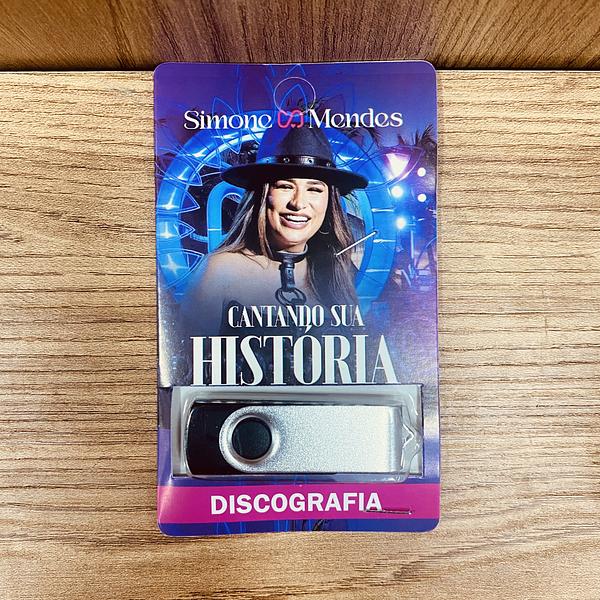 Simone Mendes
CANTANDO SUA
HISTÓRIA
DISCOGRAFIA